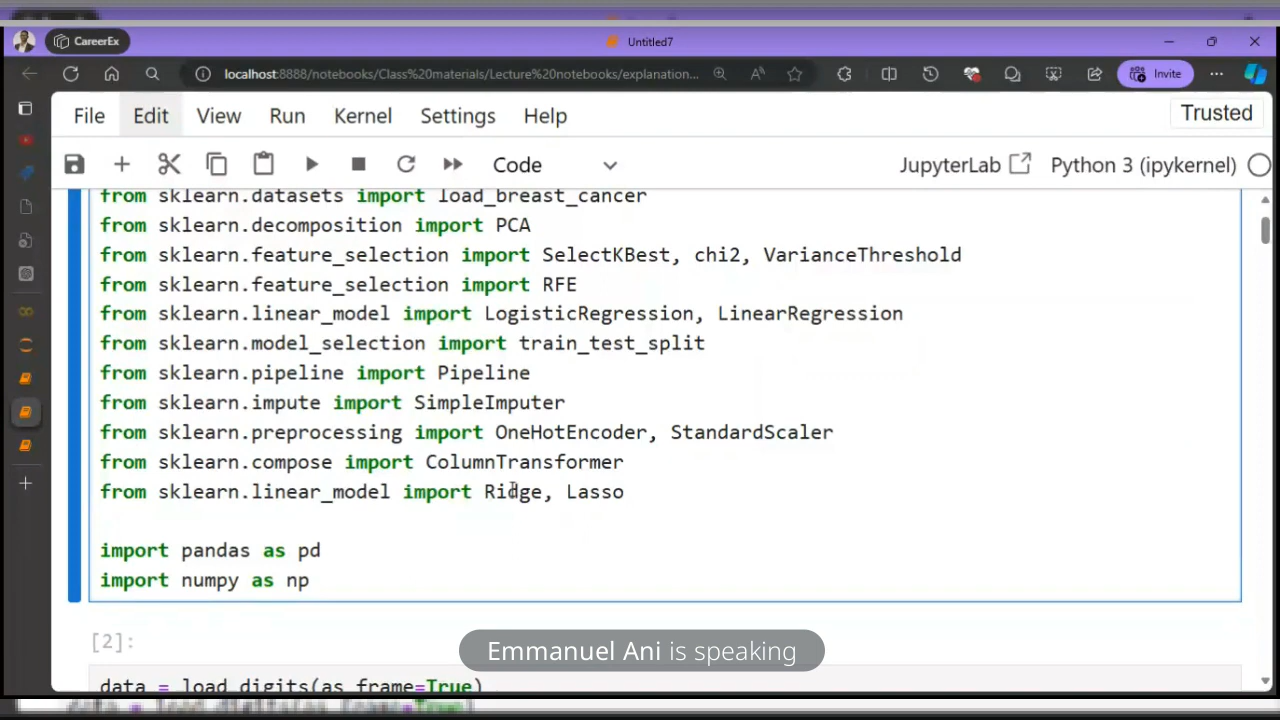 CareerEx
Untitled7
localhost:8888/notebooks/Class%20materials/Lecture%20notebooks/explanation...
Invite
File Edit View Run Kernel Settings Help
Trusted
Code
JupyterLab
Python 3 (ipykernel)
from sklearn.datasets import load_breast_cancer
from sklearn.decomposition import PCA
from sklearn.feature_selection import SelectKBest, chi2, VarianceThreshold
from sklearn.feature_selection import RFE
from sklearn.linear_model import LogisticRegression, LinearRegression
from sklearn.model_selection import train_test_split
from sklearn.pipeline import Pipeline
from sklearn.impute import SimpleImputer
from sklearn.preprocessing import OneHotEncoder, StandardScaler
from sklearn.compose import ColumnTransformer
from sklearn.linear_model import Ridge, Lasso
import pandas as pd
import numpy as np
[2]:
Emmanuel Ani is speaking
data = load_digits(as_frame=True)